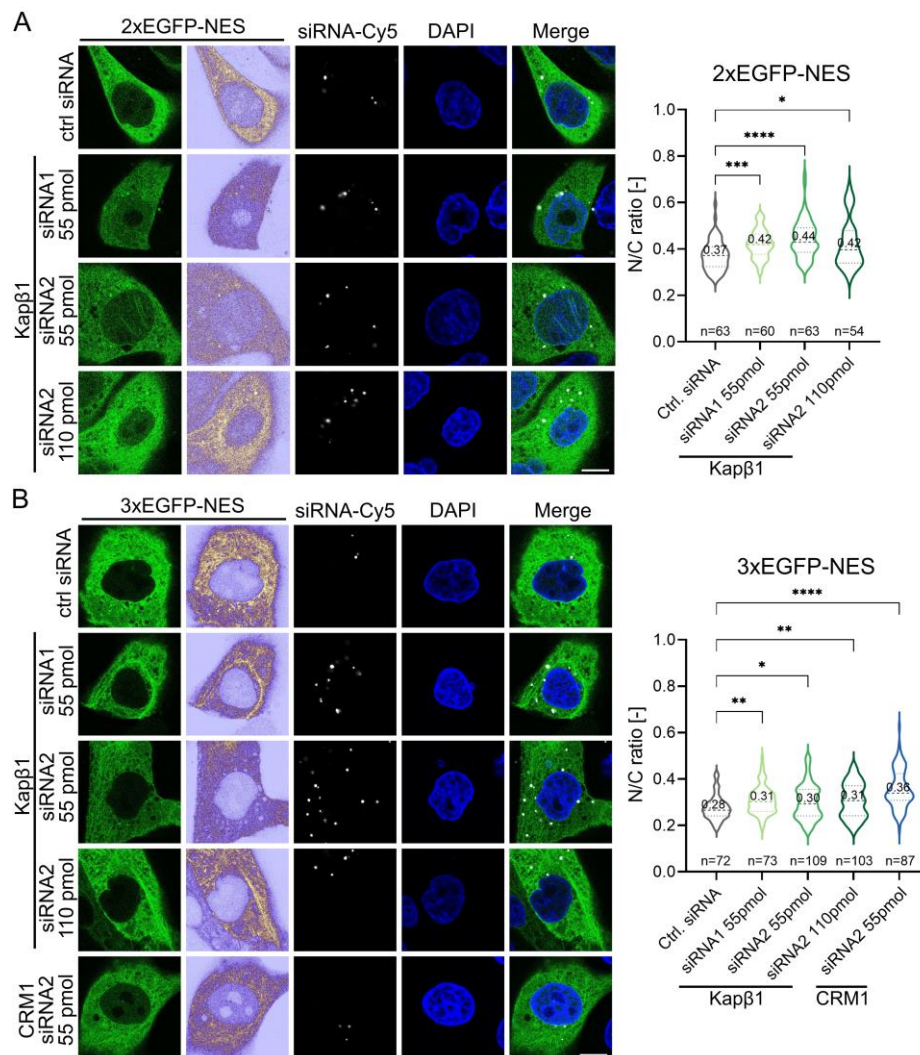 A
2xEGFP-NES
siRNA-Cy5
DAPI
Merge
ctrl siRNA
Kapβ1
siRNA1
55 pmol
siRNA2
55 pmol
siRNA2
110 pmol
2xEGFP-NES
N/C ratio [-]
1.0
0.8
0.6
0.4
0.2
0.0
*
****
***
0.37
0.42
0.44
0.42
n=63
n=60
n=63
n=54
Ctrl. siRNA
siRNA1 55pmol
siRNA2 55pmol
siRNA2 110pmol
Kapβ1
B
3xEGFP-NES
siRNA-Cy5
DAPI
Merge
ctrl siRNA
Kapβ1
siRNA1
55 pmol
siRNA2
55 pmol
siRNA2
110 pmol
CRM1
siRNA2
55 pmol
3xEGFP-NES
N/C ratio [-]
1.0
0.8
0.6
0.4
0.2
0.0
****
**
*
**
0.28
0.31
0.30
0.31
0.36
n=72
n=73
n=109
n=103
n=87
Ctrl. siRNA
siRNA1 55pmol
siRNA2 55pmol
siRNA2 110pmol
siRNA2 55pmol
Kapβ1
CRM1